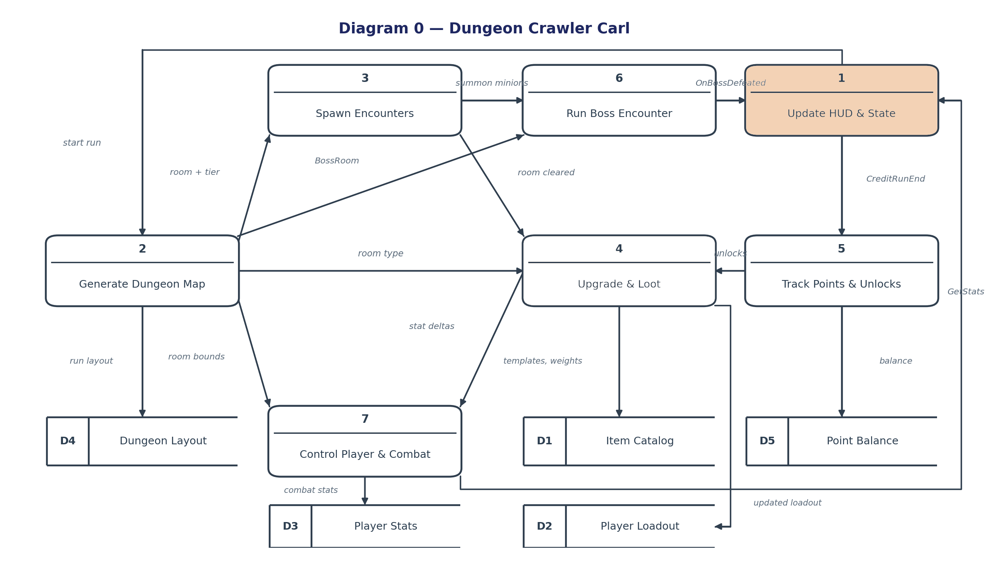 Diagram 0 — Dungeon Crawler Carl
3
Spawn Encounters
summon minions
6
Run Boss Encounter
OnBossDefeated
1
Update HUD & State
start run
room + tier
BossRoom
room cleared
CreditRunEnd
2
Generate Dungeon Map
room type
4
Upgrade & Loot
unlocks
5
Track Points & Unlocks
GetStats
stat deltas
run layout
room bounds
templates, weights
balance
D4
Dungeon Layout
7
Control Player & Combat
D1
Item Catalog
D5
Point Balance
combat stats
updated loadout
D3
Player Stats
D2
Player Loadout